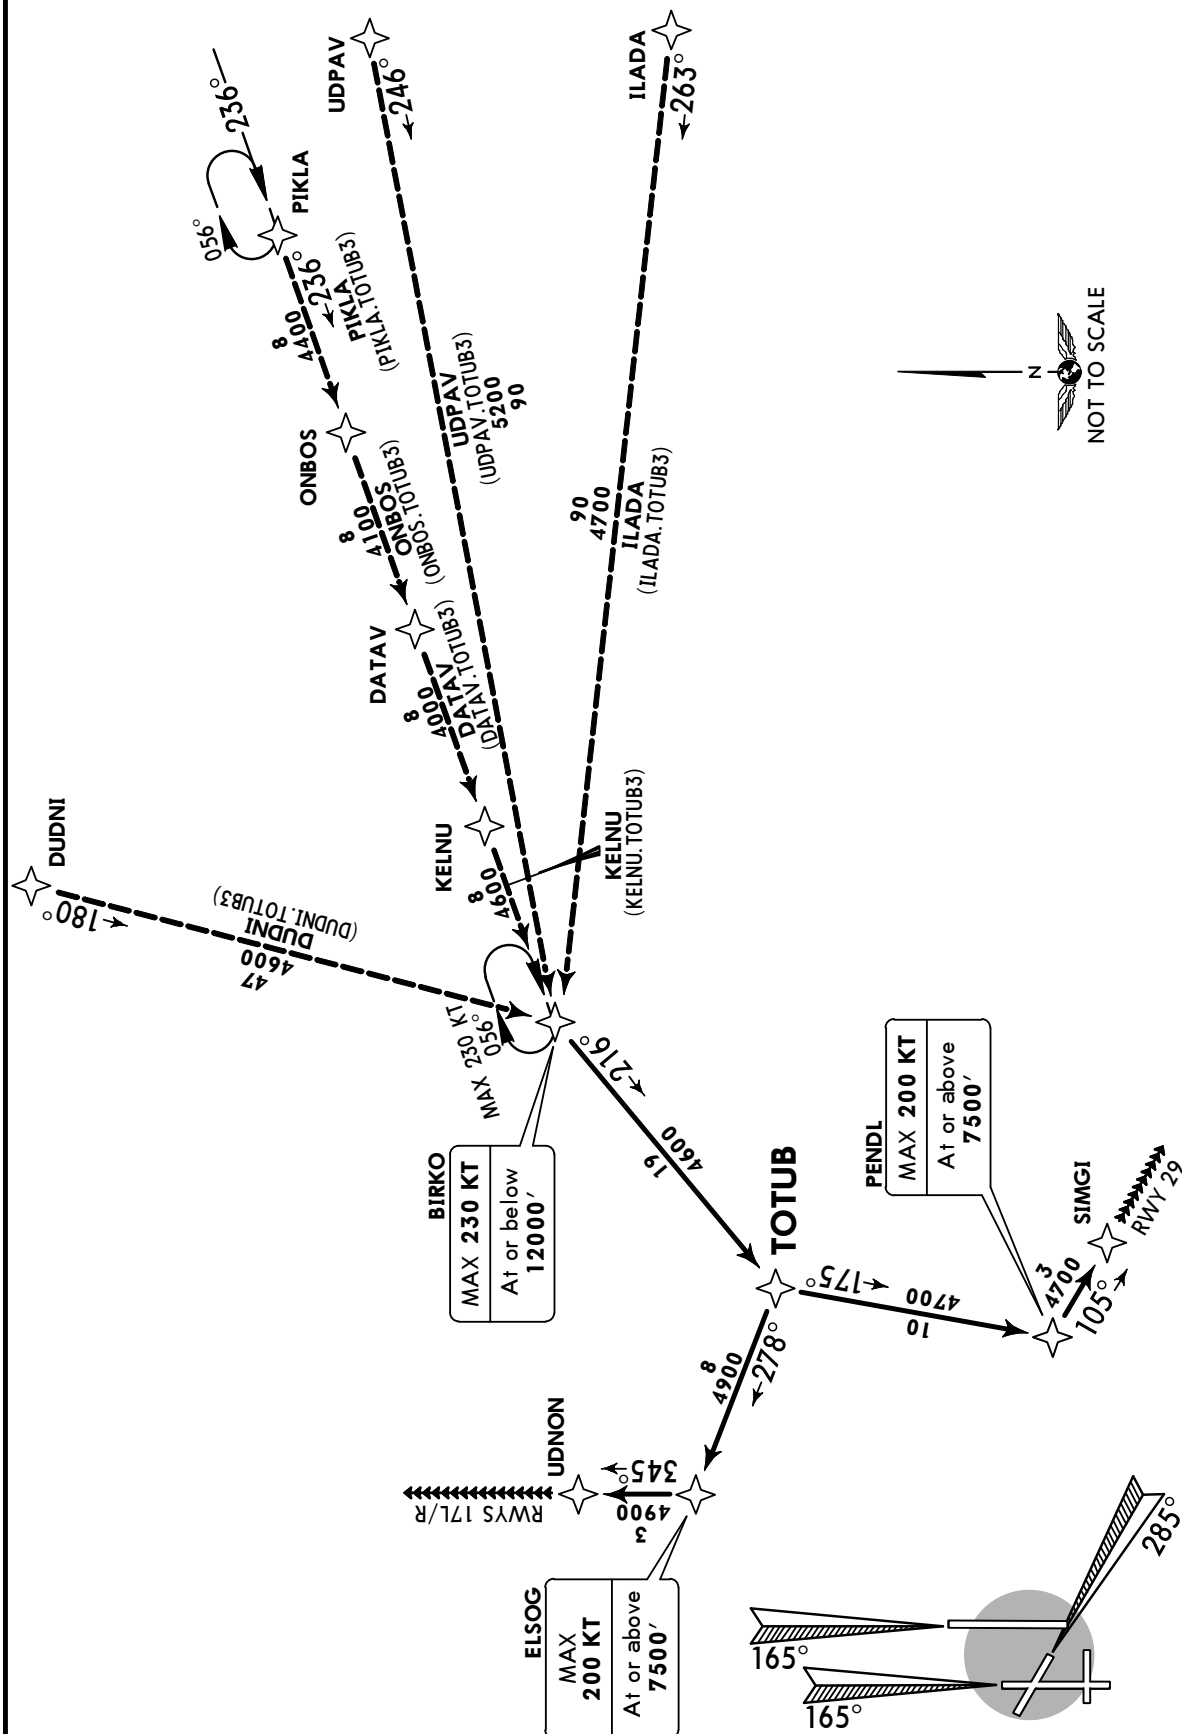 UDPAV
246°
ILADA
263°
236°
056°
PIKLA
8
4400
236°
PIKLA
(PIKLA.TOTUB3)
ONBOS
8
4100
ONBOS
(ONBOS.TOTUB3)
UDPAV
(UDPAV.TOTUB3)
5200
90
90
4700
ILADA
(ILADA.TOTUB3)
N
NOT TO SCALE
DATAV
8
4000
DATAV
(DATAV.TOTUB3)
DUDNI
180°
DUDNI
(DUDNI.TOTUB3)
4600
47
KELNU
8
4600
KELNU
(KELNU.TOTUB3)
MAX 230 KT
056°
BIRKO
MAX 230 KT
At or below
12000'
216°
19
4600
TOTUB
PENDL
MAX 200 KT
At or above
7500'
175°
4700
10
SIMGI
3
4700
105°
RWY 29
8
4900
278°
UDNON
RWYS 17L/R
345°
4900
3
ELSOG
MAX
200 KT
At or above
7500'
165°
165°
285°